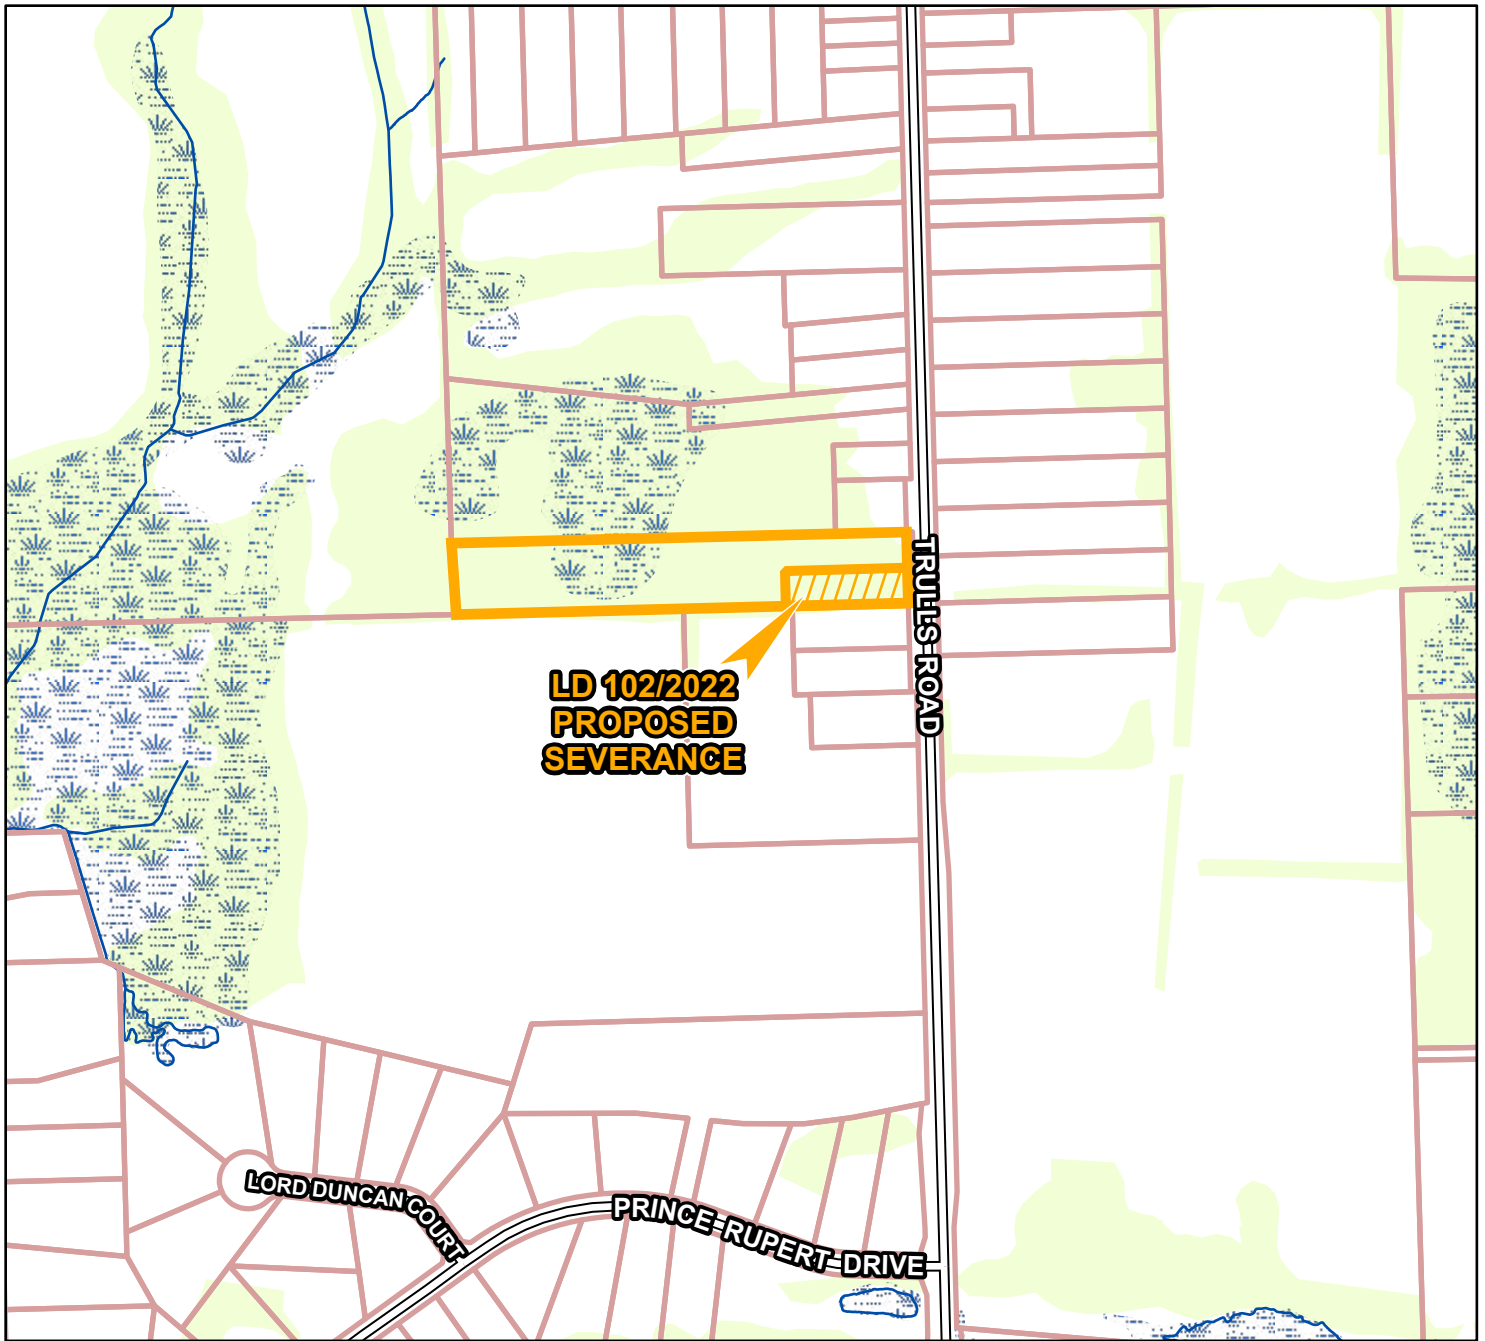 TRULLS ROAD
LD 102/2022
PROPOSED
SEVERANCE
LORD DUNCAN COURT
PRINCE RUPERT DRIVE